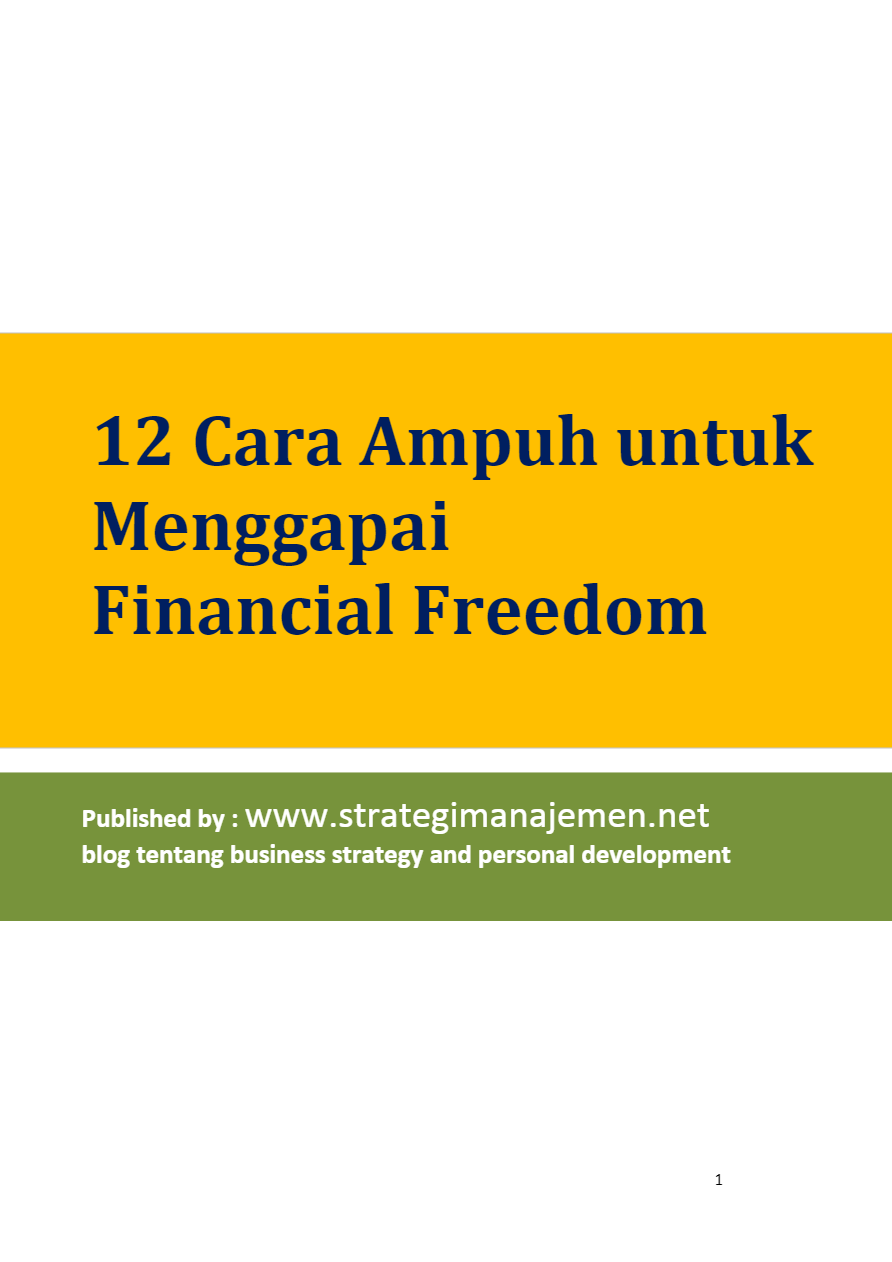 12 Cara Ampuh untuk
Menggapai
Financial Freedom
Published by : www.strategimanajemen.net
blog tentang business strategy and personal development
1